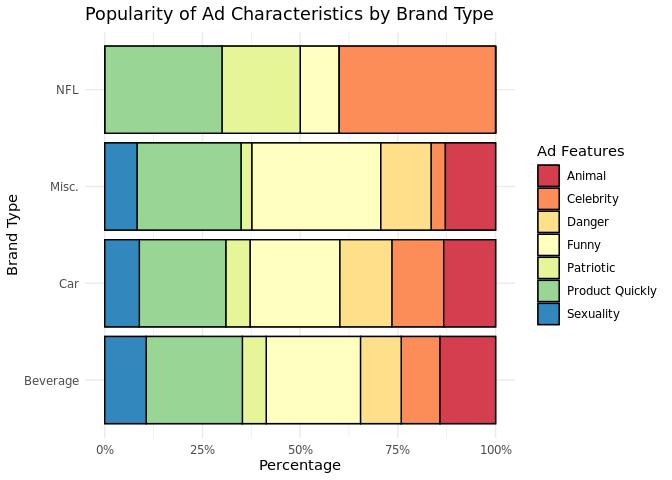 Popularity of Ad Characteristics by Brand Type
Brand Type
NFL
Misc.
Car
Beverage
0% 25% 50% 75% 100%
Percentage
Ad Features
Animal
Celebrity
Danger
Funny
Patriotic
Product Quickly
Sexuality